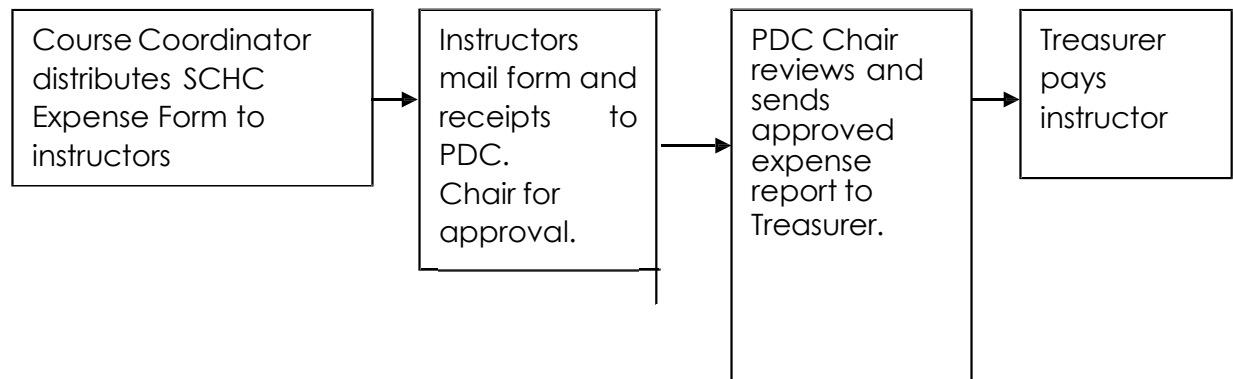 Course Coordinator
distributes SCHC
Expense Form to
instructors
Instructors
mail form and
receipts to
PDC.
Chair for
approval.
PDC Chair
reviews and
sends
approved
expense
report to
Treasurer.
Treasurer
pays
instructor